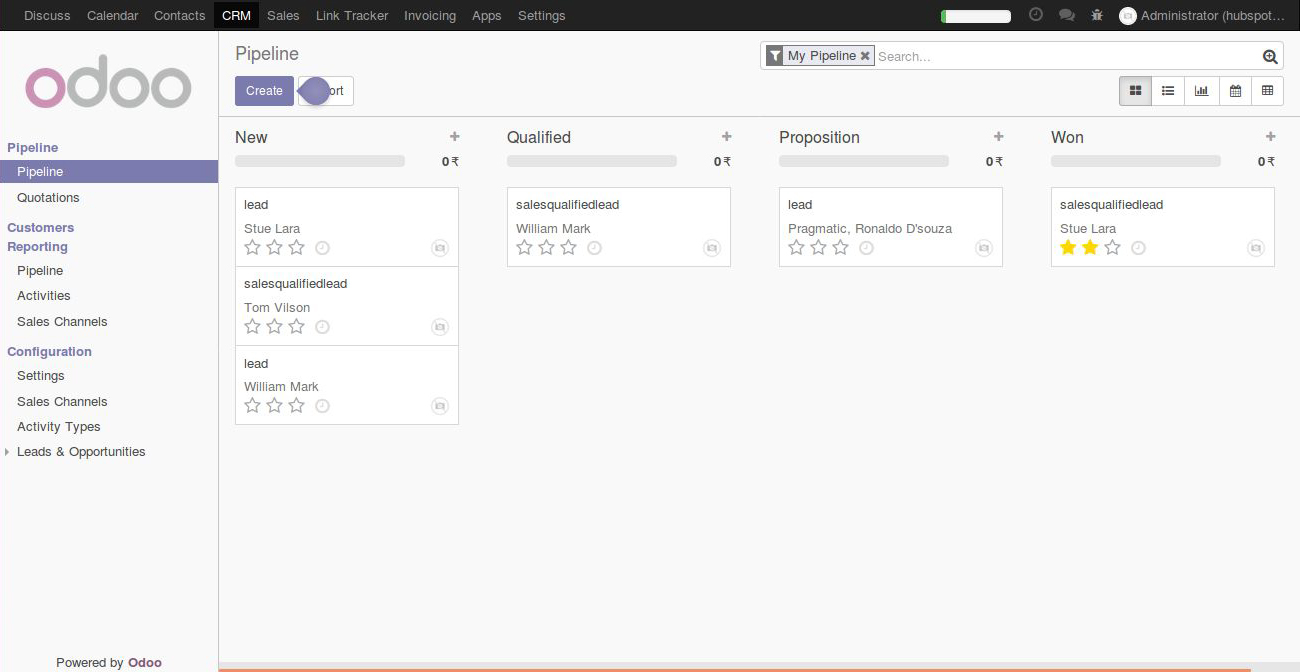 Discuss Calendar Contacts CRM Sales Link Tracker Invoicing Apps Settings Administrator (hubspot...
odoo
Pipeline
My Pipeline Search...
Create ort
Pipeline
Pipeline
Quotations
Customers
Reporting
Pipeline
Activities
Sales Channels
Configuration
Settings
Sales Channels
Activity Types
Leads & Opportunities
Powered by Odoo
New
0 ₹
lead
Stue Lara
salesqualifiedlead
Tom Vilson
lead
William Mark
Qualified
0 ₹
salesqualifiedlead
William Mark
Proposition
0 ₹
lead
Pragmatic, Ronaldo D'souza
Won
0 ₹
salesqualifiedlead
Stue Lara